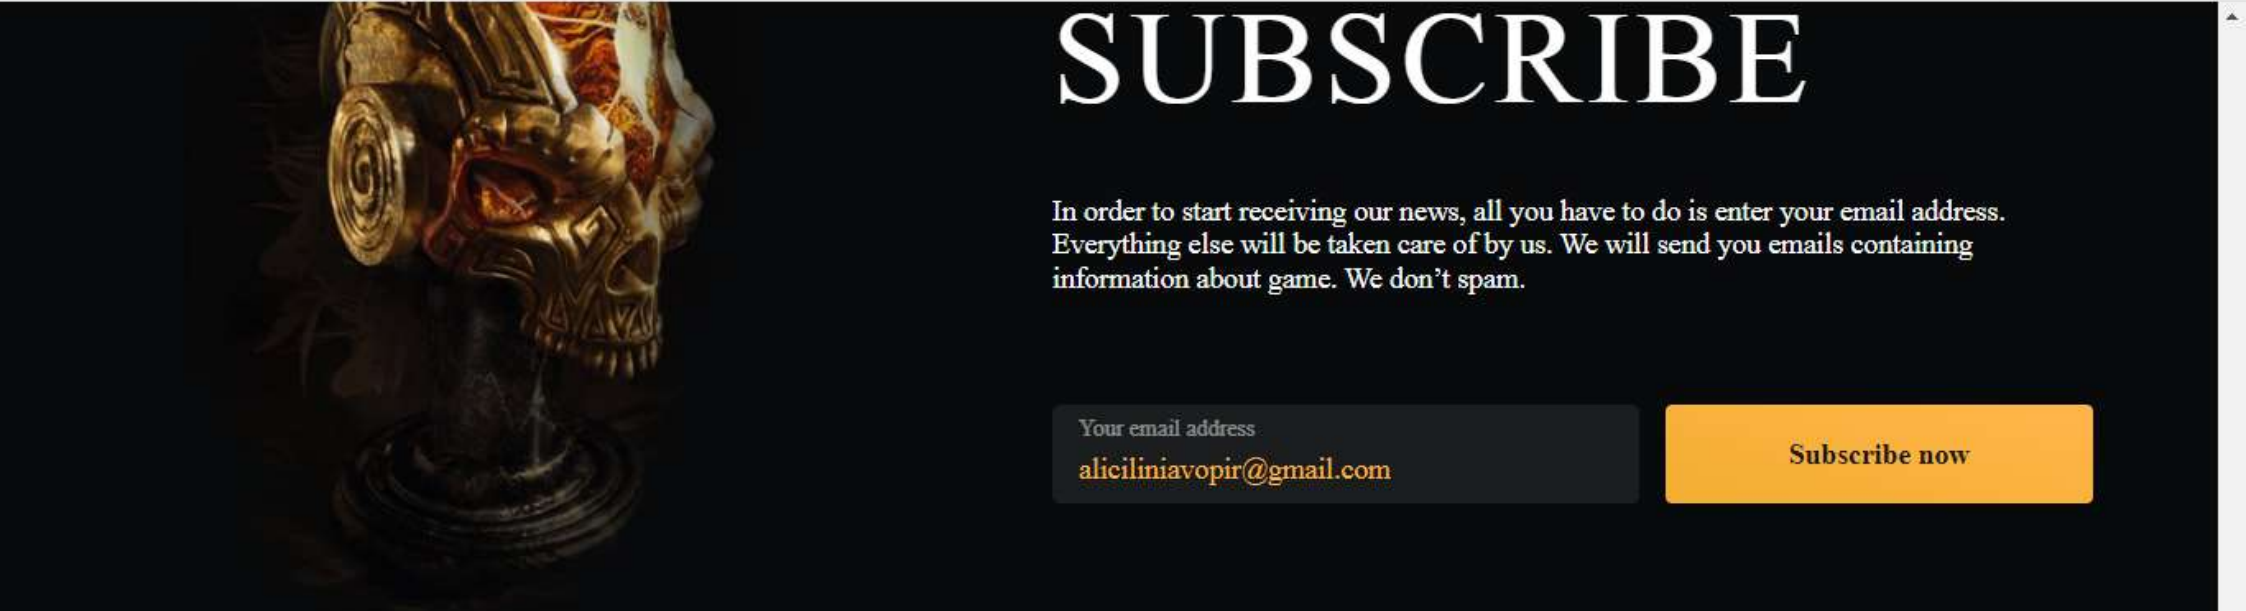 SUBSCRIBE
In order to start receiving our news, all you have to do is enter your email address.
Everything else will be taken care of by us. We will send you emails containing
information about game. We don’t spam.
Your email address
aliciliniavopir@gmail.com
Subscribe now